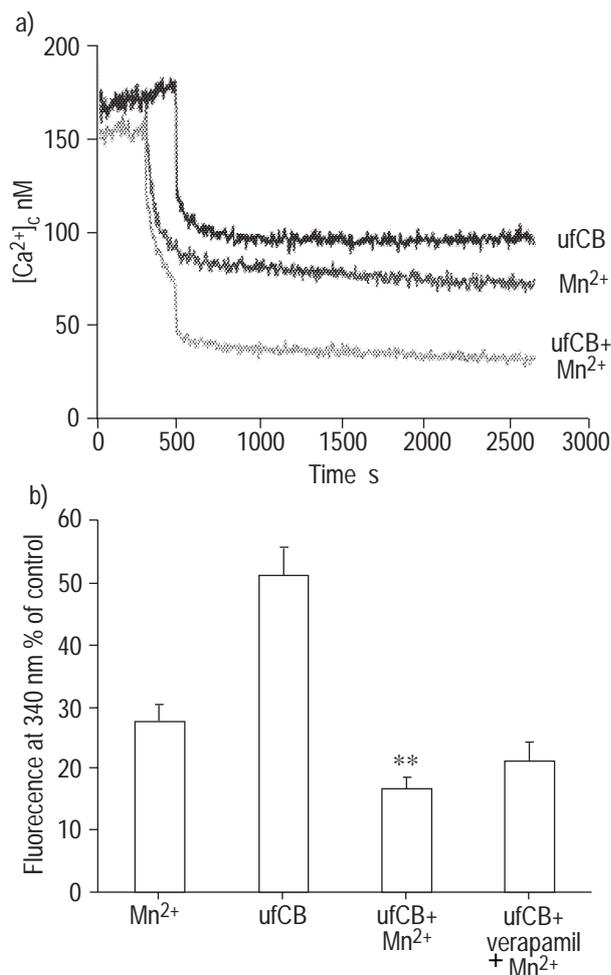 a)
200
150
100
50
0
[Ca2+]c nM
ufCB
Mn2+
ufCB+
Mn2+
0 500 1000 1500 2000 2500 3000
Time s
b)
60
50
40
30
20
10
0
Fluorecence at 340 nm % of control
**
Mn2+
ufCB
ufCB+
Mn2+
ufCB+
verapamil
+ Mn2+